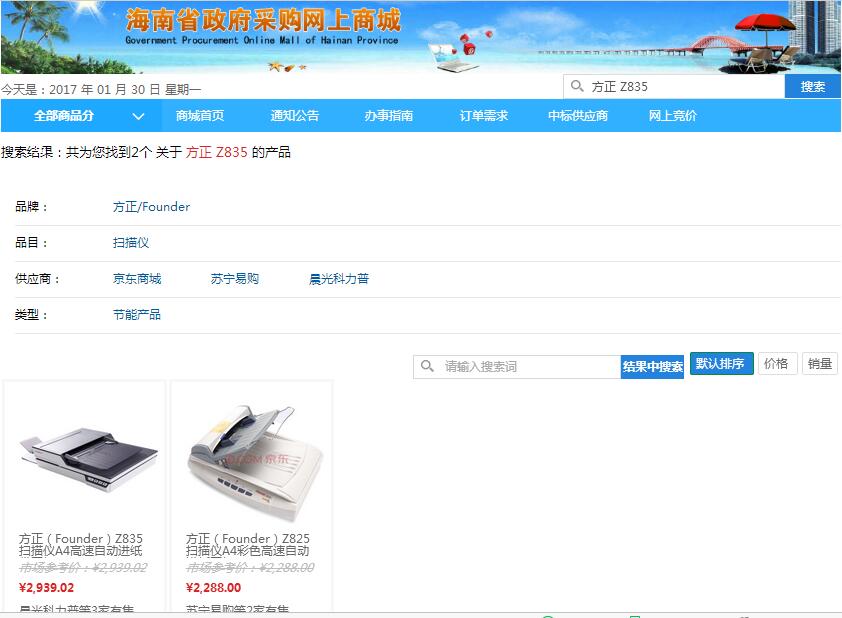 海南省政府采购网上商城
Government Procurement Online Mall of Hainan Province
今天是：2017 年 01 月 30 日 星期一
方正 Z835
搜索
全部商品分
商城首页
通知公告
办事指南
订单需求
中标供应商
网上竞价
搜索结果：共为您找到2个 关于 方正 Z835 的产品
品牌：
方正/Founder
品目：
扫描仪
供应商：
京东商城
苏宁易购
晨光科力普
类型：
节能产品
请输入搜索词
结果中搜索
默认排序
价格
销量
JD.COM 京东
方正（Founder）Z835
扫描仪A4高速自动进纸
市场参考价：¥2,939.02
¥2,939.02
晨光科力普等3家有售
方正（Founder）Z825
扫描仪A4彩色高速自动
市场参考价：¥2,288.00
¥2,288.00
苏宁易购等2家有售